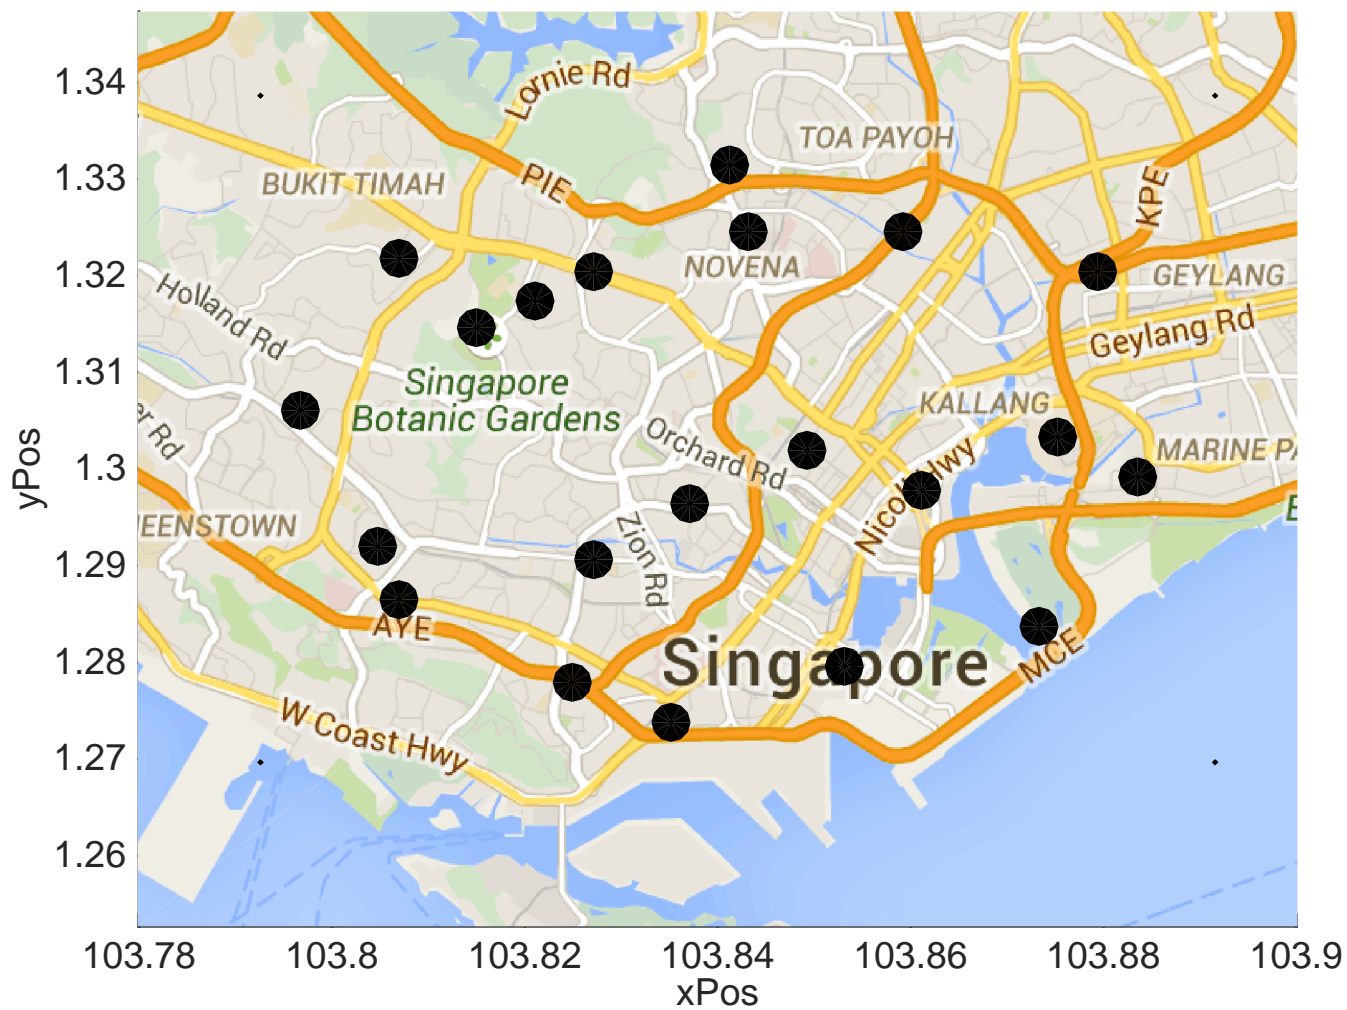 1.34
1.33
1.32
1.31
1.3
1.29
1.28
1.27
1.26
yPos
Lornie Rd
TOA PAYOH
BUKIT TIMAH
PIE
KPE
NOVENA
GEYLANG
Holland Rd
Geylang Rd
Singapore
Botanic Gardens
KALLANG
er Rd
Orchard Rd
MARINE PA
Nicoll Hwy
EENSTOWN
Zion Rd
E
AYE
Singapore
MCE
W Coast Hwy
103.78
103.8
103.82
103.84
103.86
103.88
103.9
xPos